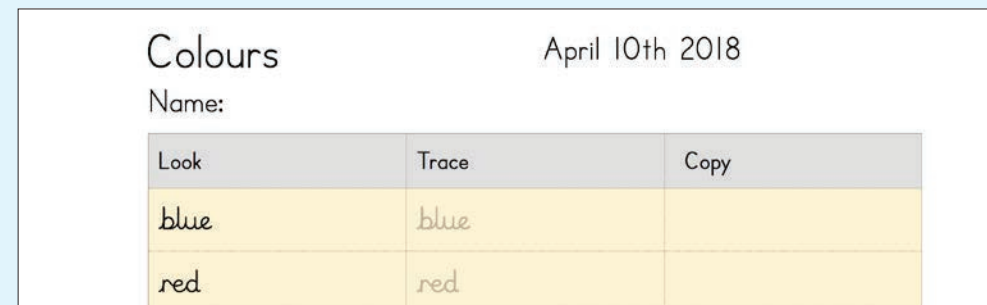 Colours April 10th 2018
Name:
Look Trace Copy
blue blue
red red